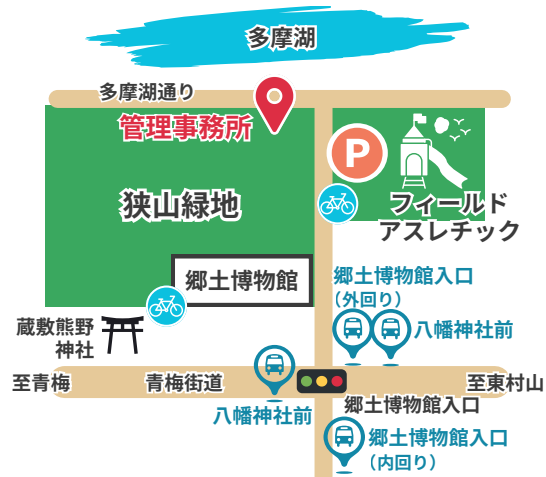 多摩湖
多摩湖通り
管理事務所
P
狭山緑地
フィールド
アスレチック
郷土博物館
郷土博物館入口
（外回り）
八幡神社前
蔵敷熊野
神社
至青梅
青梅街道
至東村山
八幡神社前
郷土博物館入口
郷土博物館入口
（内回り）